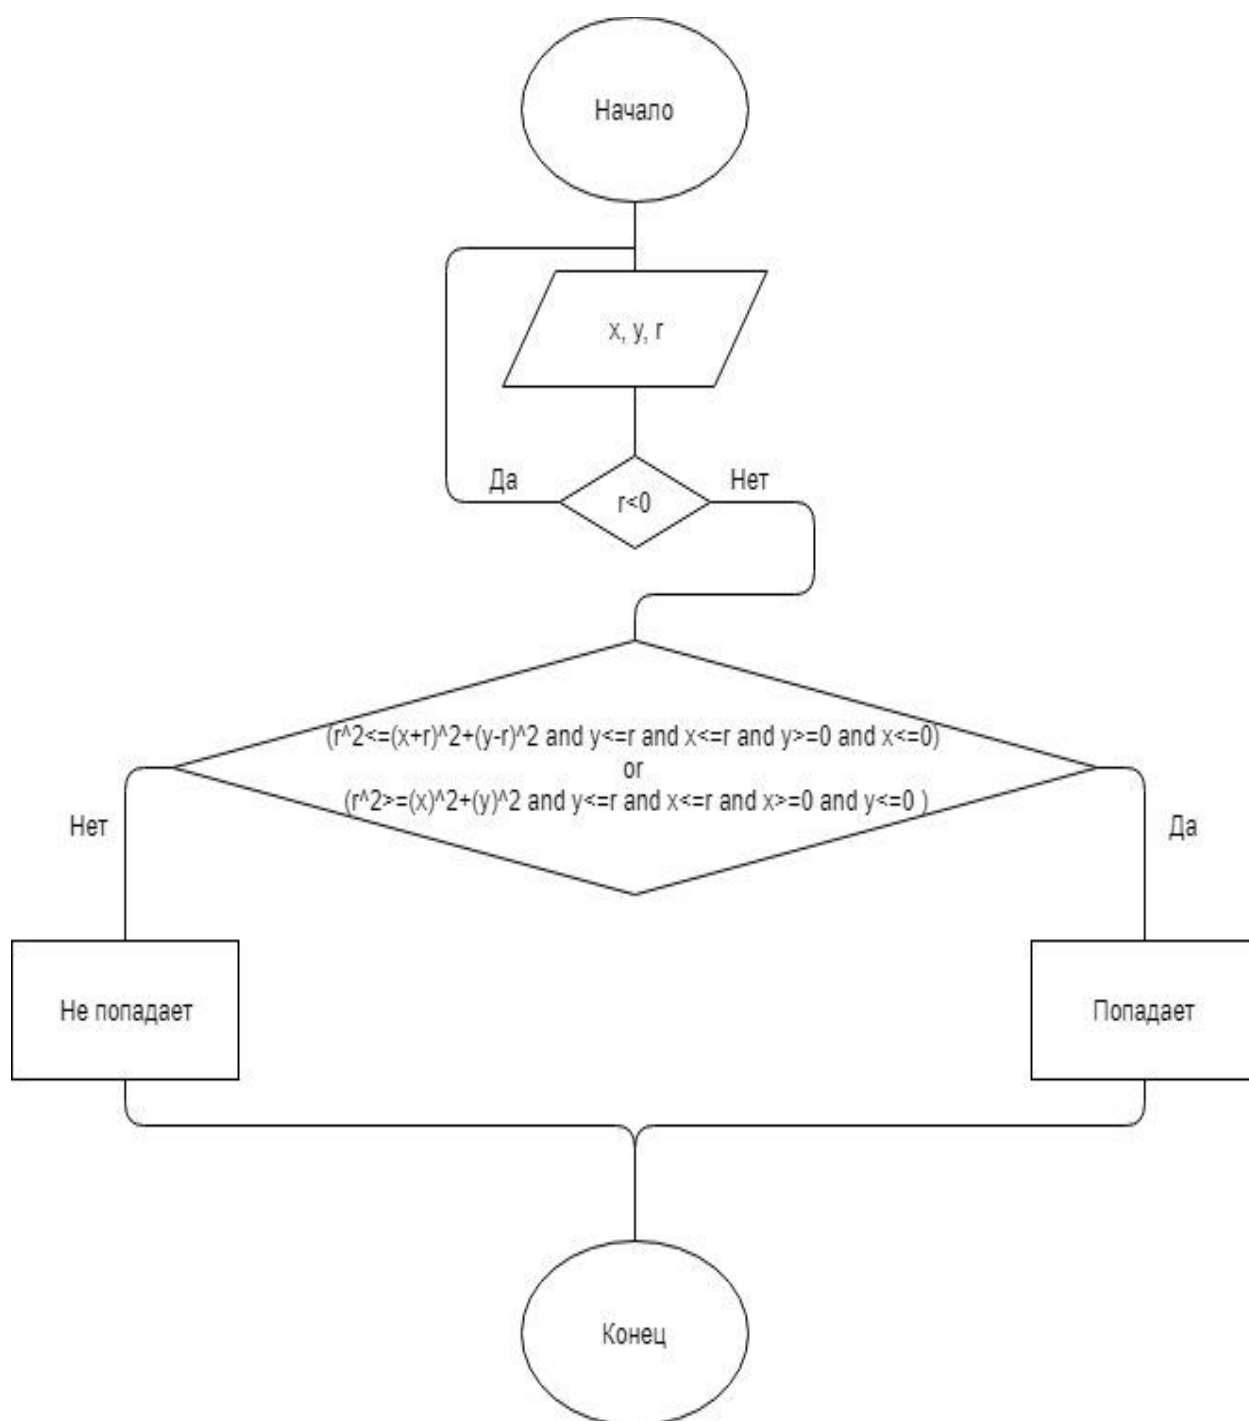 Начало
x, y, r
Да
Нет
r<0
(r^2<=(x+r)^2+(y-r)^2 and y<=r and x<=r and y>=0 and x<=0)
or
(r^2>=(x)^2+(y)^2 and y<=r and x<=r and x>=0 and y<=0 )
Нет
Да
Не попадает
Попадает
Конец